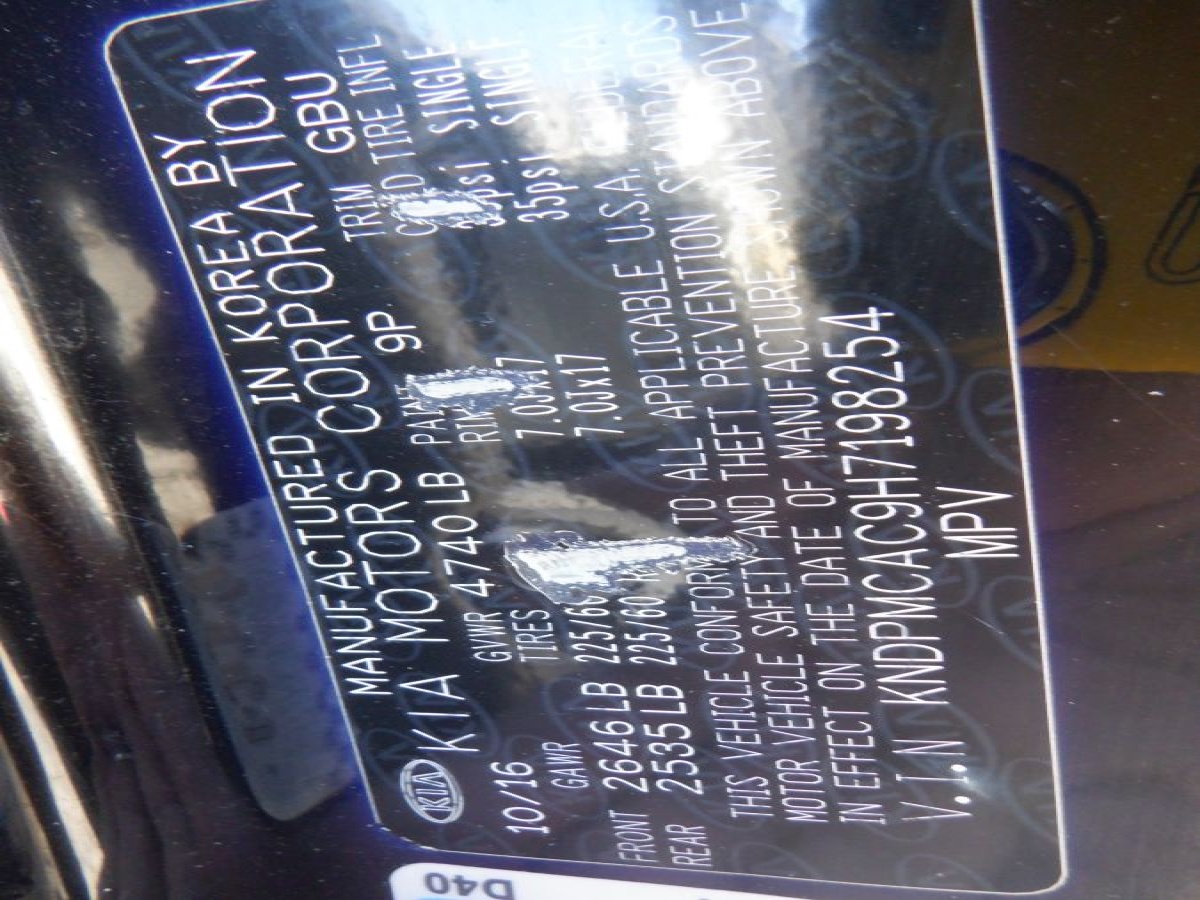 MANUFACTURED IN KOREA BY
KIA KIA MOTORS CORPORATION
10/16 GVWR 4740LB PAINT 9P TRIM GBU
GAWR TIRES RIM COLD TIRE INFL
FRONT 2646LB 225/60 7.0Jx17 psi SINGLE
REAR 2535LB 225/60 7.0Jx17 35psi SINGLE
THIS VEHICLE CONFORMS TO ALL APPLICABLE U.S.A. FEDERAL
MOTOR VEHICLE SAFETY AND THEFT PREVENTION STANDARDS
IN EFFECT ON THE DATE OF MANUFACTURE SHOWN ABOVE
V.I.N KNDPMCAC9H7198254
MPV
D40